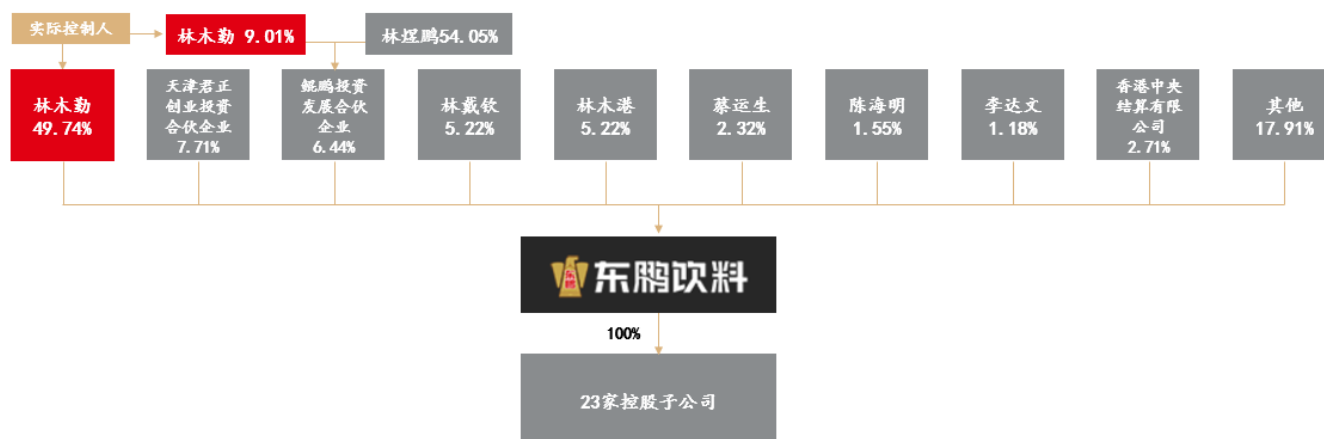 实际控制人
林木勤 9.01%
林煜鹏54.05%
林木勤
49.74%
天津君正
创业投资
合伙企业
7.71%
鲲鹏投资
发展合伙
企业
6.44%
林戴钦
5.22%
林木港
5.22%
蔡运生
2.32%
陈海明
1.55%
李达文
1.18%
香港中央
结算有限
公司
2.71%
其他
17.91%
东鹏
东鹏饮料
100%
23家控股子公司